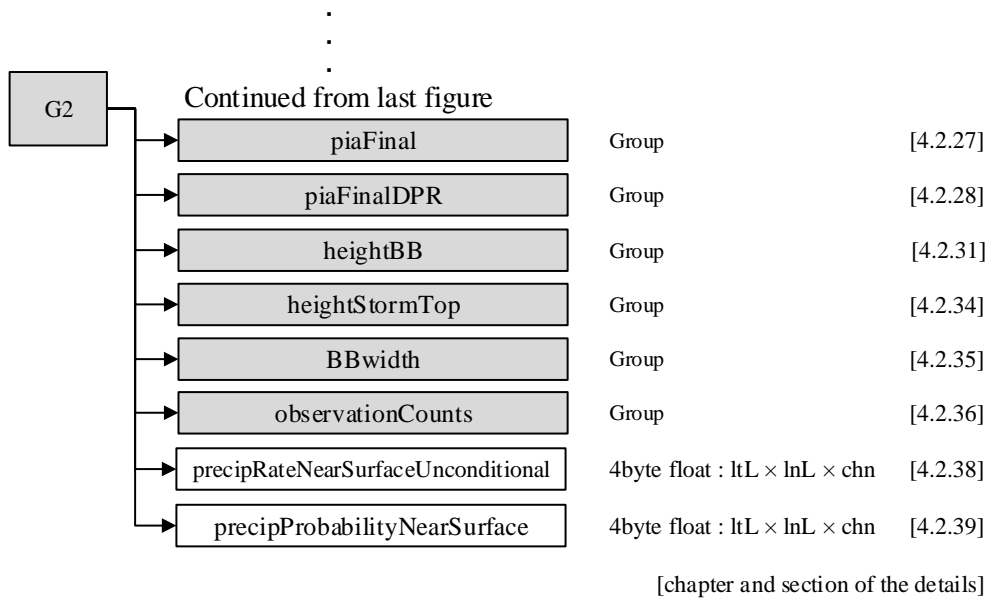 .
.
.
Continued from last figure
G2
piaFinal Group [4.2.27]
piaFinalDPR Group [4.2.28]
heightBB Group [4.2.31]
heightStormTop Group [4.2.34]
BBwidth Group [4.2.35]
observationCounts Group [4.2.36]
precipRateNearSurfaceUnconditional 4byte float : ltL × lnL × chn [4.2.38]
precipProbabilityNearSurface 4byte float : ltL × lnL × chn [4.2.39]
[chapter and section of the details]